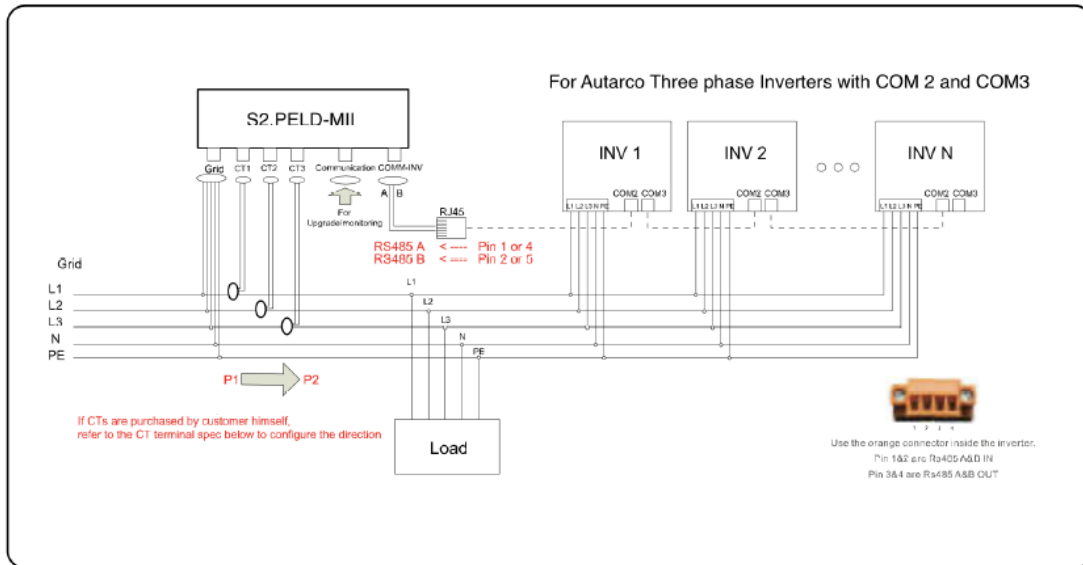 For Autarco Three phase Inverters with COM 2 and COM3
S2.PELD-MII
Grid CT1 CT2 CT3 Communication COMM-INV
A B
For
Upgrade/monitoring
RJ45
RS485 A <---- Pin 1 or 4
RS485 B <---- Pin 2 or 5
INV 1
COM2 COM3
L1 L2 L3 N PE
INV 2
COM2 COM3
L1 L2 L3 N PE
INV N
COM2 COM3
L1 L2 L3 N PE
Grid
L1
L2
L3
N
PE
L1
L2
L3
N
PE
P1 P2
If CTs are purchased by customer himself,
refer to the CT terminal spec below to configure the direction
Load
1 2 3 4
Use the orange connector inside the inverter.
Pin 1&2 are Rs485 A&B IN
Pin 3&4 are Rs485 A&B OUT